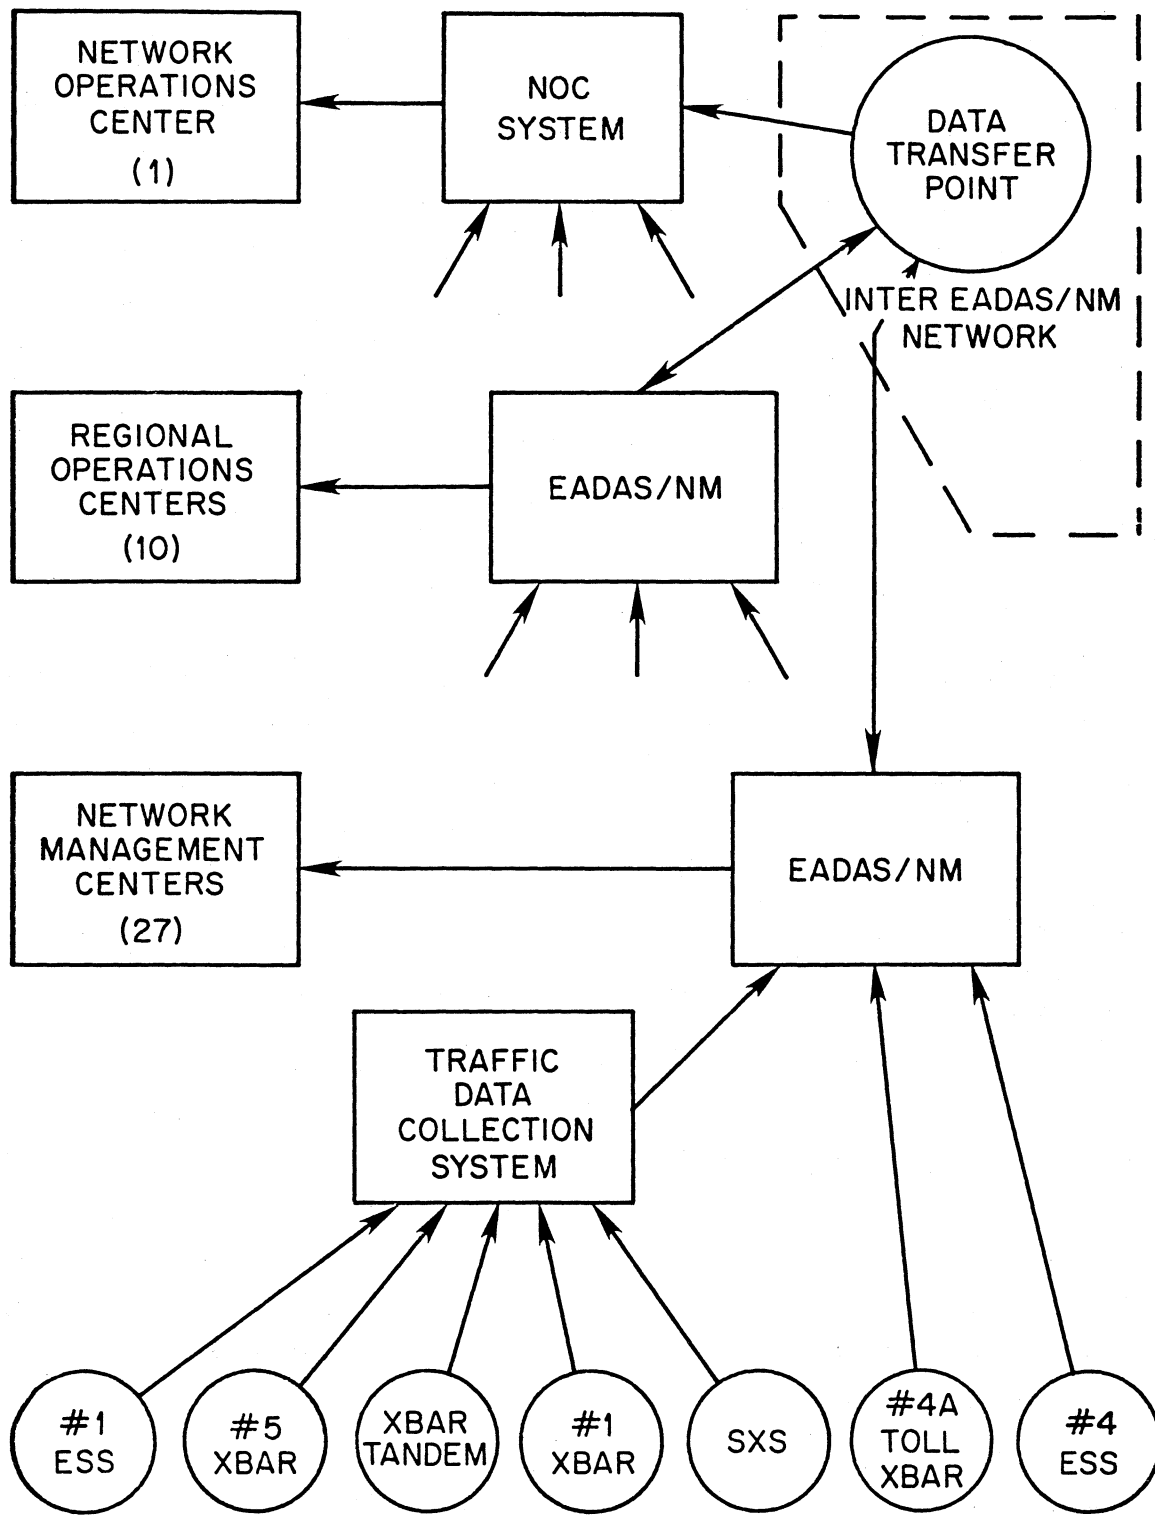 NETWORK
OPERATIONS
CENTER
(1)
NOC
SYSTEM
DATA
TRANSFER
POINT
INTER EADAS/NM
NETWORK
REGIONAL
OPERATIONS
CENTERS
(10)
EADAS/NM
NETWORK
MANAGEMENT
CENTERS
(27)
EADAS/NM
TRAFFIC
DATA
COLLECTION
SYSTEM
#1
ESS
#5
XBAR
XBAR
TANDEM
#1
XBAR
SXS
#4A
TOLL
XBAR
#4
ESS